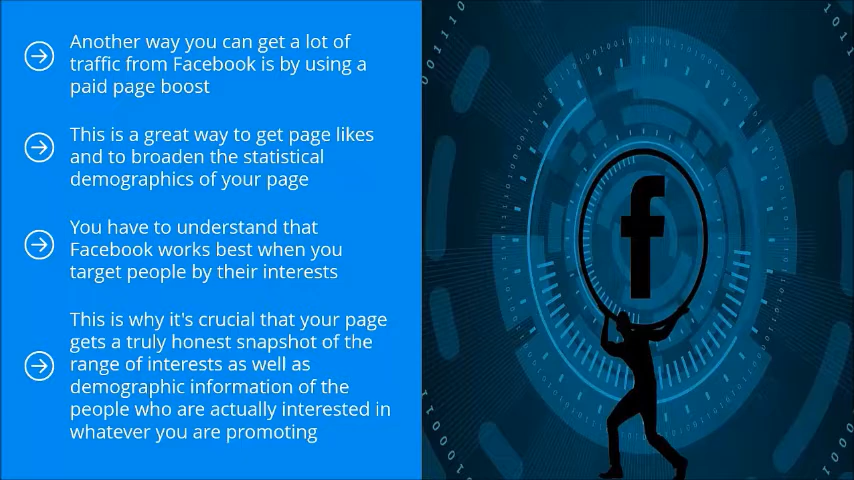 Another way you can get a lot of
traffic from Facebook is by using a
paid page boost
This is a great way to get page likes
and to broaden the statistical
demographics of your page
You have to understand that
Facebook works best when you
target people by their interests
This is why it's crucial that your page
gets a truly honest snapshot of the
range of interests as well as
demographic information of the
people who are actually interested in
whatever you are promoting
f